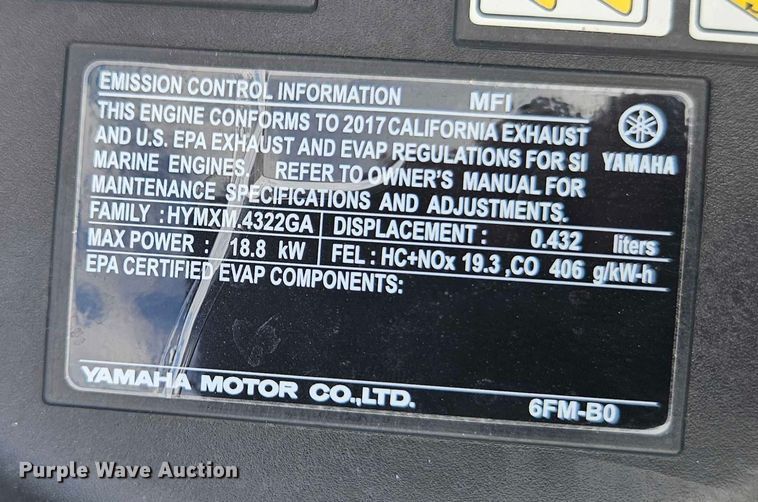 EMISSION CONTROL INFORMATION MFI
THIS ENGINE CONFORMS TO 2017 CALIFORNIA EXHAUST
AND U.S. EPA EXHAUST AND EVAP REGULATIONS FOR SI
MARINE ENGINES. REFER TO OWNER'S MANUAL FOR
MAINTENANCE SPECIFICATIONS AND ADJUSTMENTS.
YAMAHA
FAMILY : HYMXM.4322GA DISPLACEMENT : 0.432 liters
MAX POWER : 18.8 kW FEL : HC+NOx 19.3 ,CO 406 g/kW-h
EPA CERTIFIED EVAP COMPONENTS:
YAMAHA MOTOR CO.,LTD. 6FM-B0
Purple Wave Auction